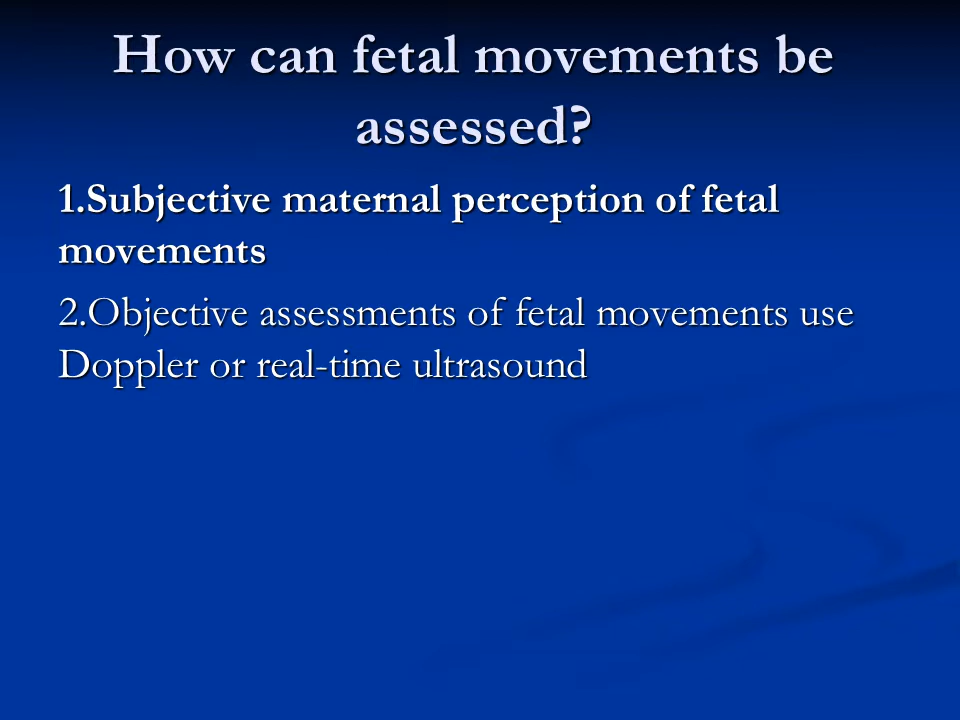 How can fetal movements be
assessed?
1.Subjective maternal perception of fetal
movements
2.Objective assessments of fetal movements use
Doppler or real-time ultrasound